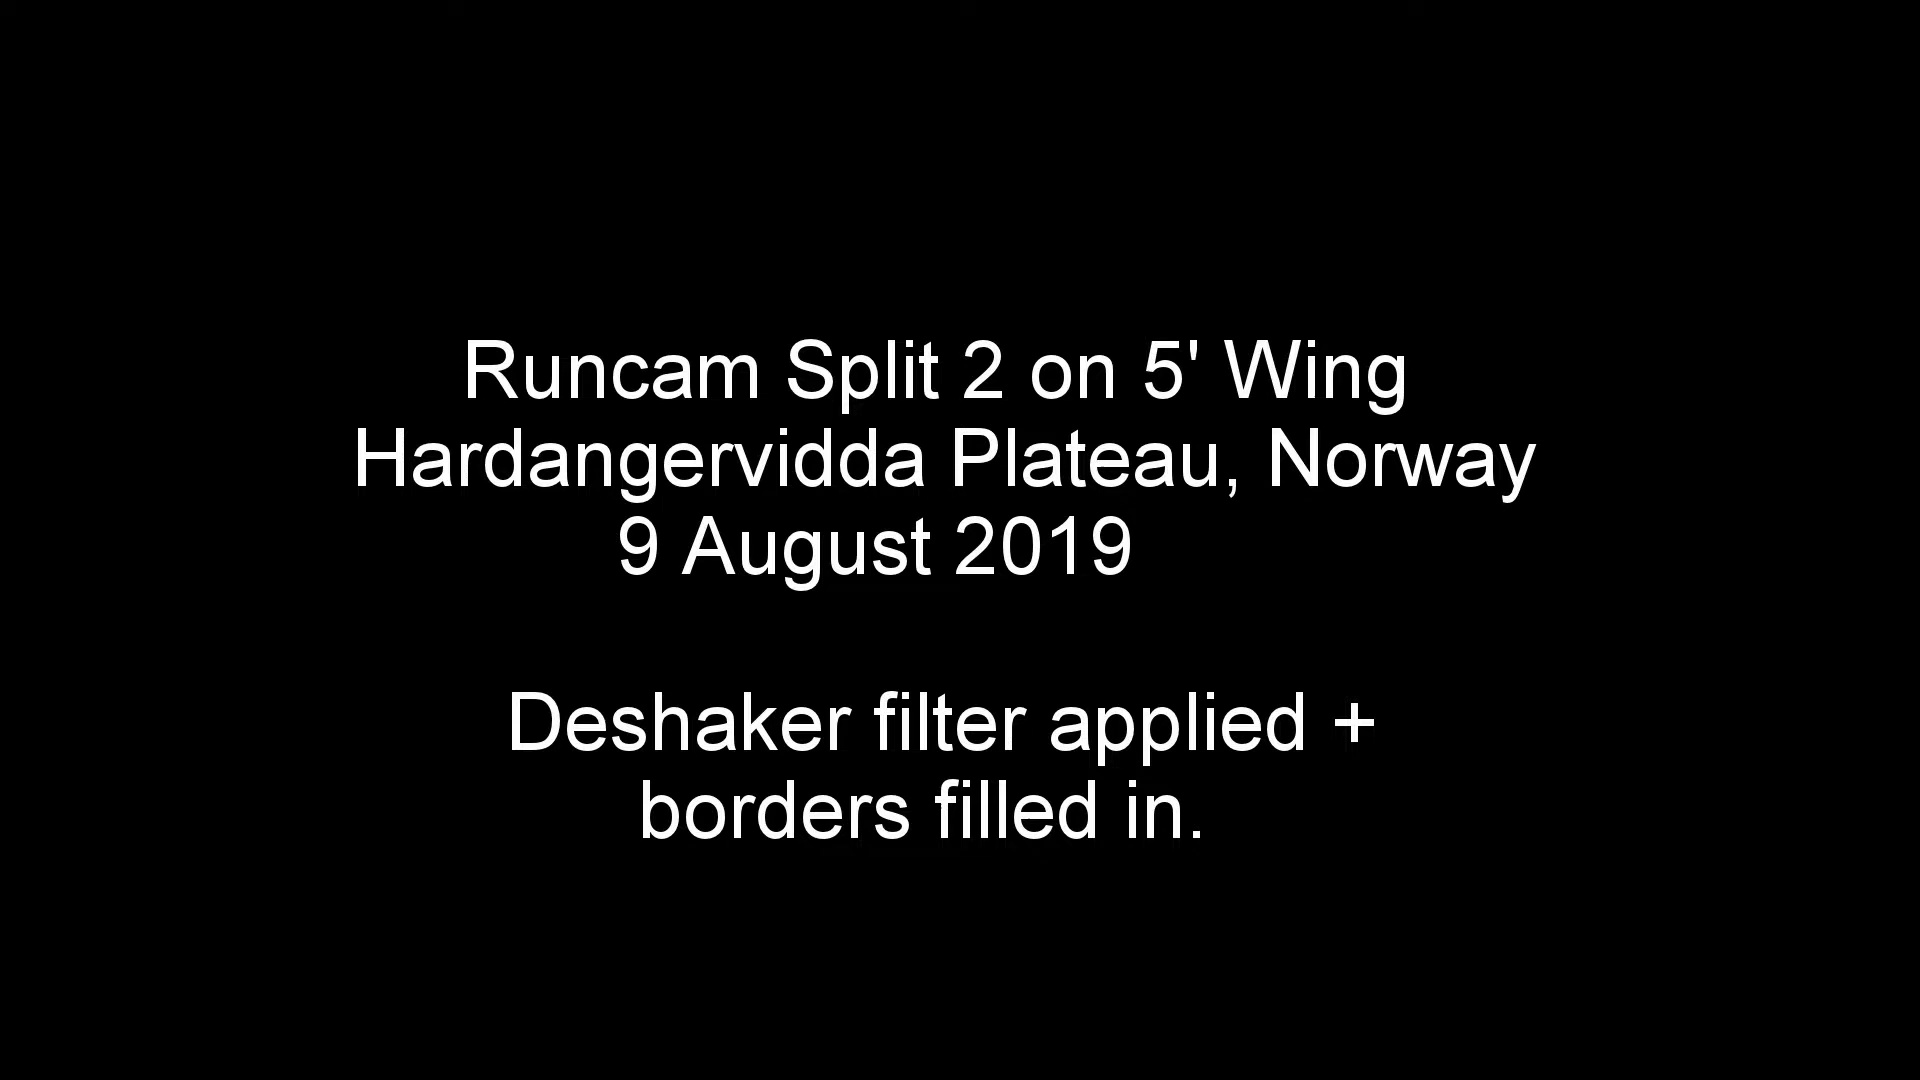 Runcam Split 2 on 5' Wing
Hardangervidda Plateau, Norway
9 August 2019
Deshaker filter applied +
borders filled in.